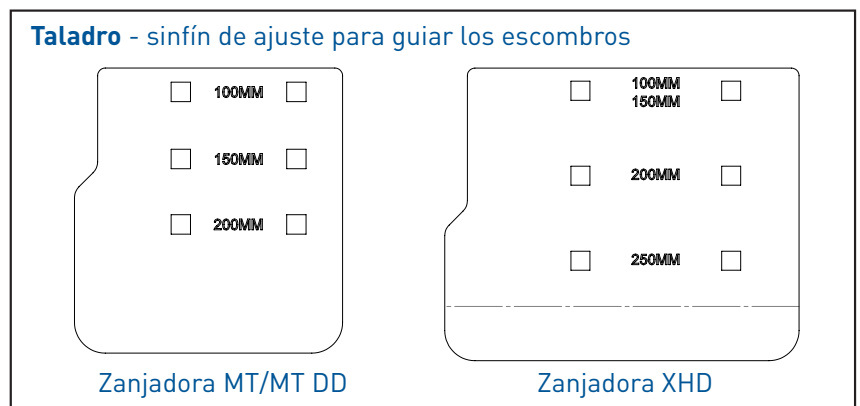 Taladro - sinfín de ajuste para guiar los escombros
100MM
150MM
200MM
Zanjadora MT/MT DD
100MM
150MM
200MM
250MM
Zanjadora XHD